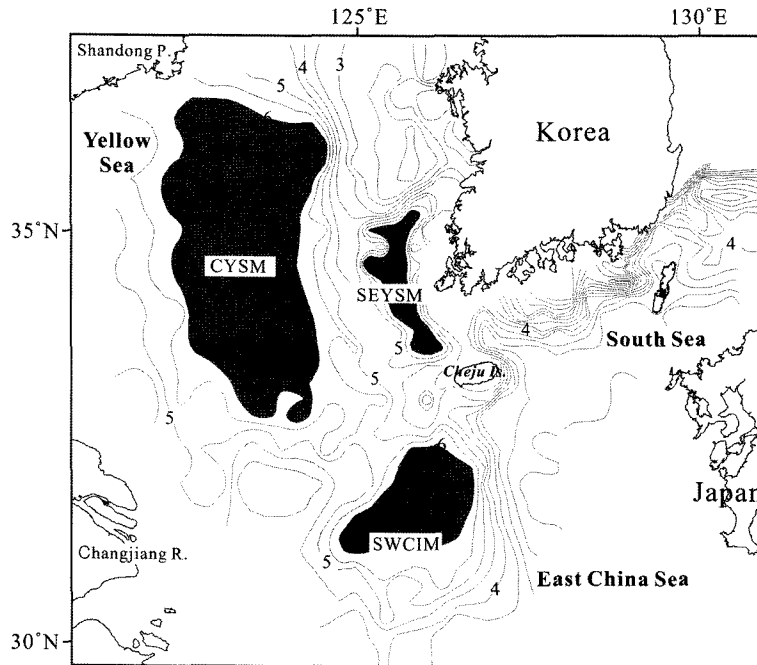 125°E
130°E
Shandong P.
5
4
3
6
Yellow
Sea
Korea
35°N
CYSM
SEYSM
4
4
5
South Sea
5
Cheju Is.
5
6
Japan
SWCIM
Changjiang R.
5
East China Sea
4
30°N